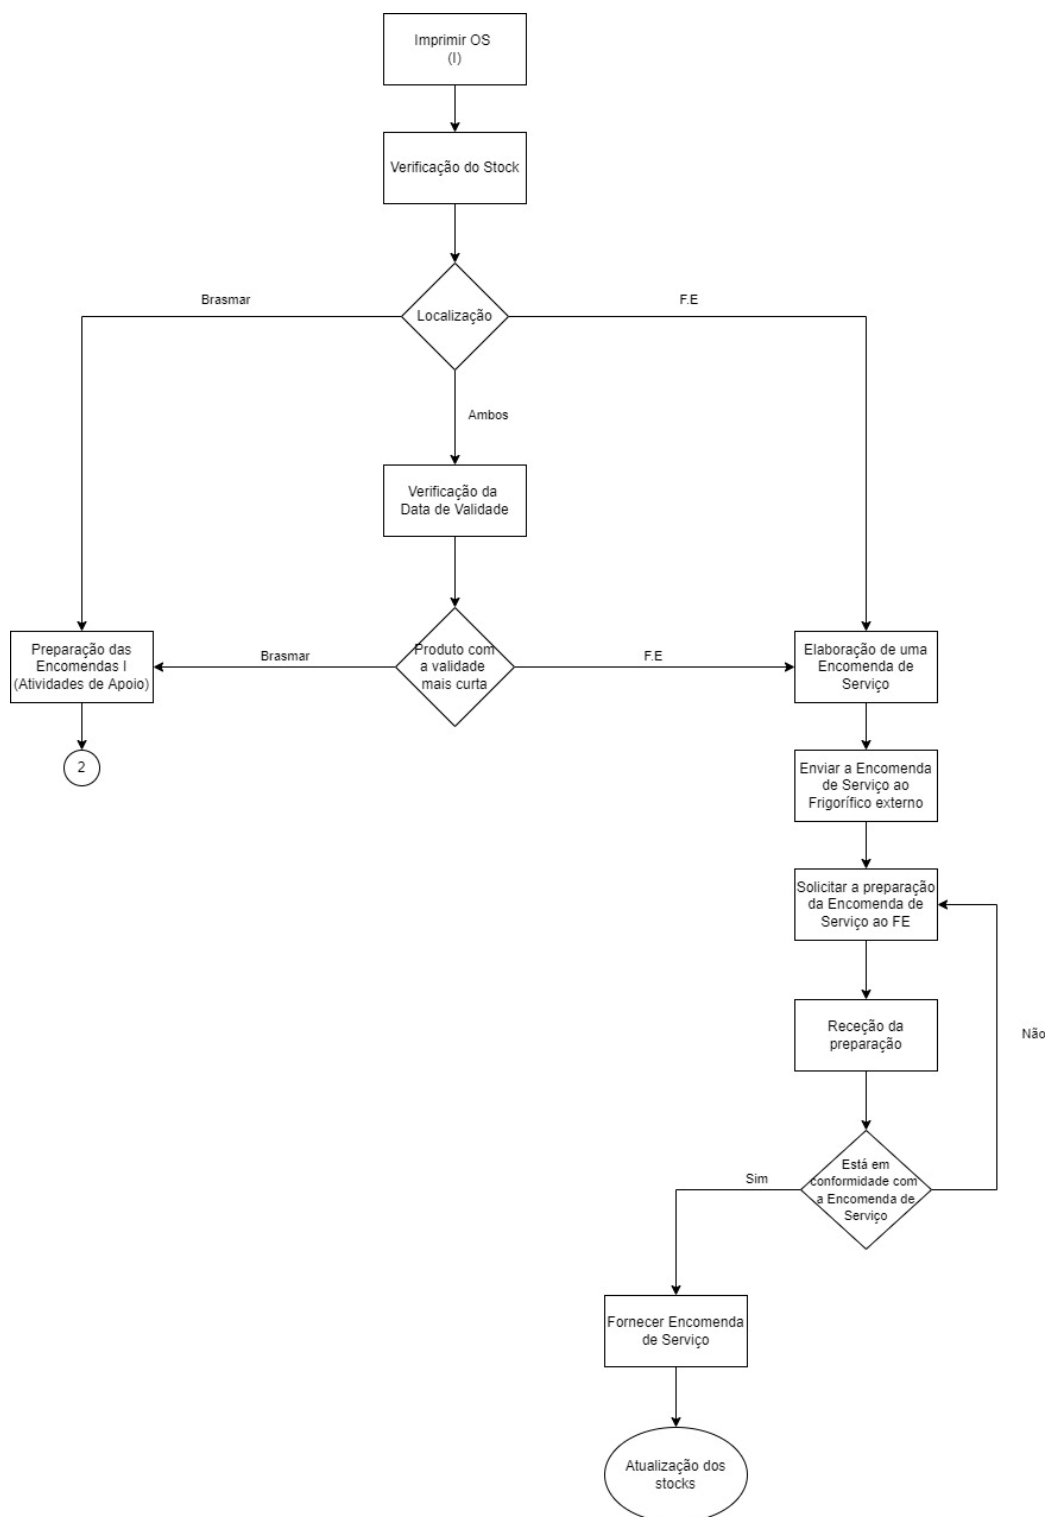 Imprimir OS
(I)
Verificação do Stock
Brasmar
F.E
Localização
Ambos
Verificação da
Data de Validade
Preparação das
Encomendas I
(Atividades de Apoio)
Brasmar
Produto com
a validade
mais curta
F.E
Elaboração de uma
Encomenda de
Serviço
2
Enviar a Encomenda
de Serviço ao
Frigorífico externo
Solicitar a preparação
da Encomenda de
Serviço ao FE
Receção da
preparação
Não
Está em
conformidade com
a Encomenda de
Serviço
Sim
Fornecer Encomenda
de Serviço
Atualização dos
stocks